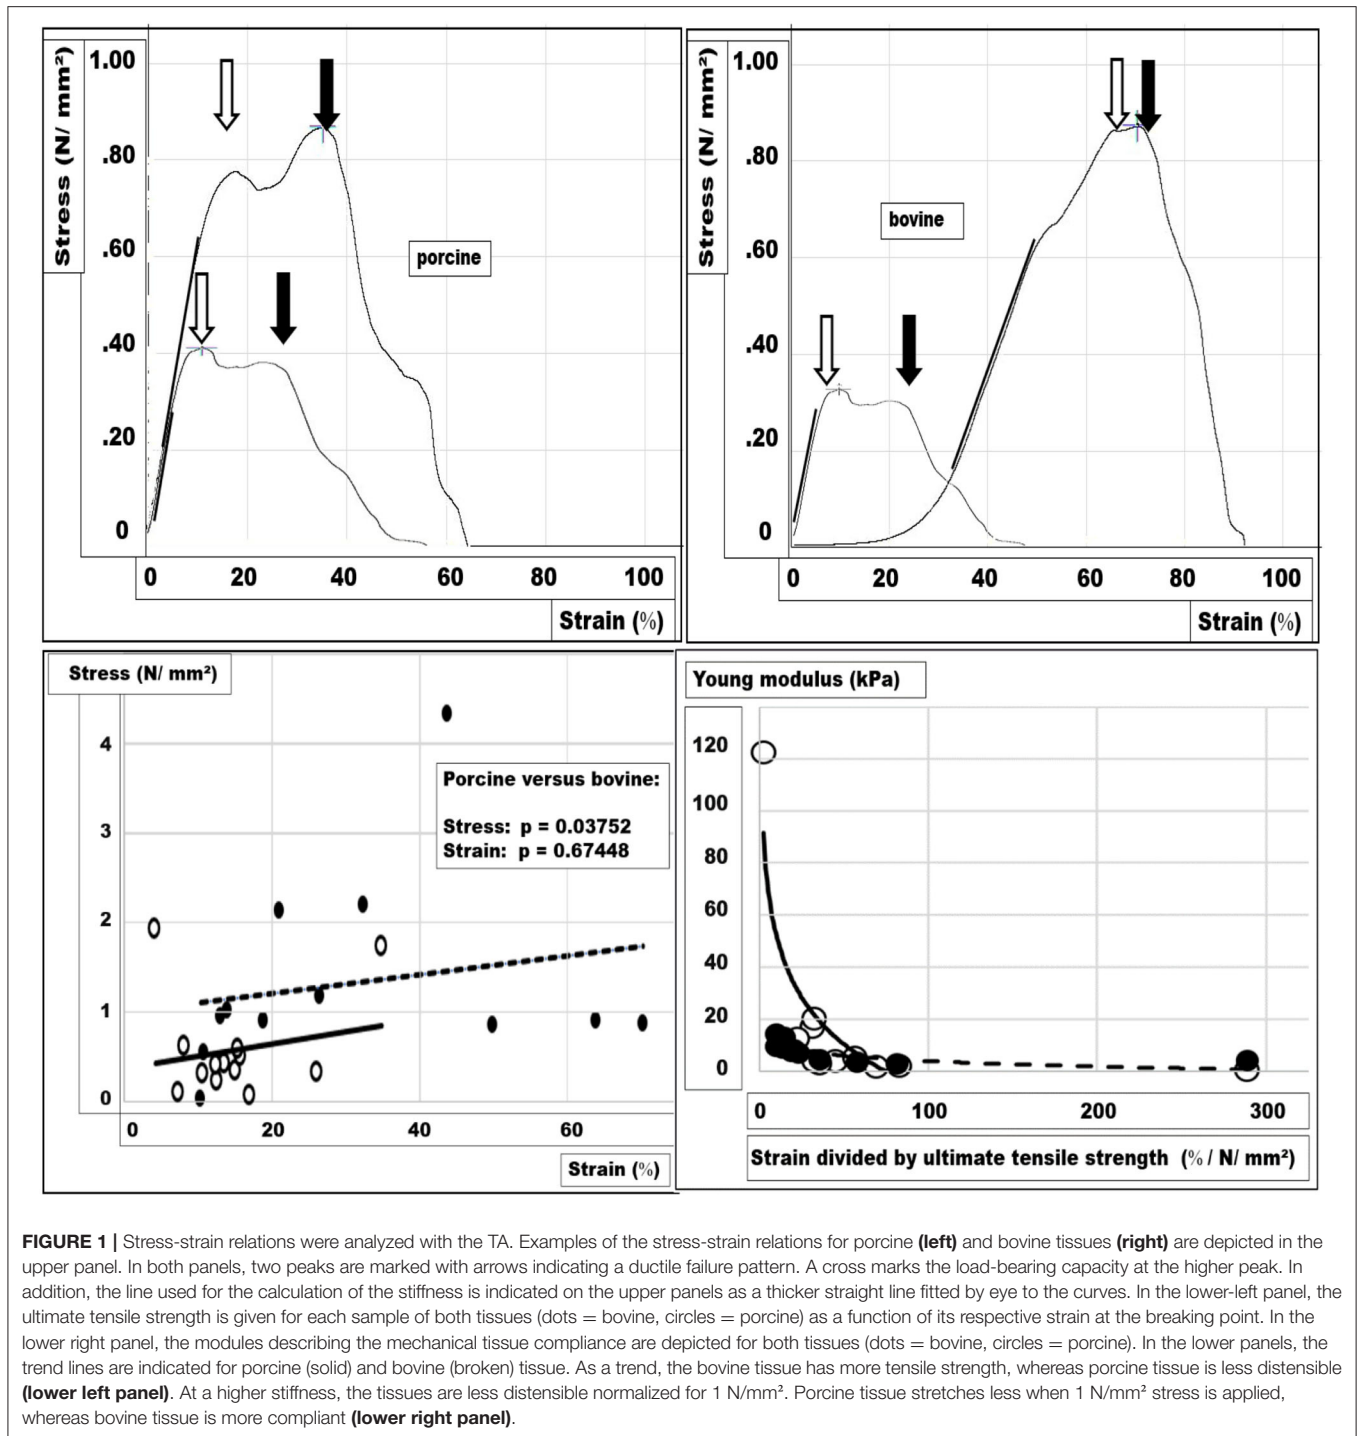 Stress (N/ mm²)
1.00
.80
.60
.40
.20
0
porcine
0 20 40 60 80 100
Strain (%)
Stress (N/ mm²)
1.00
.80
.60
.40
.20
0
bovine
0 20 40 60 80 100
Strain (%)
Stress (N/ mm²)
4
3
2
1
0
Porcine versus bovine:
Stress: p = 0.03752
Strain: p = 0.67448
0 20 40 60
Strain (%)
Young modulus (kPa)
120
100
80
60
40
20
0
0 100 200 300
Strain divided by ultimate tensile strength (% / N/ mm²)
FIGURE 1 | Stress-strain relations were analyzed with the TA. Examples of the stress-strain relations for porcine (left) and bovine tissues (right) are depicted in the
upper panel. In both panels, two peaks are marked with arrows indicating a ductile failure pattern. A cross marks the load-bearing capacity at the higher peak. In
addition, the line used for the calculation of the stiffness is indicated on the upper panels as a thicker straight line fitted by eye to the curves. In the lower-left panel, the
ultimate tensile strength is given for each sample of both tissues (dots = bovine, circles = porcine) as a function of its respective strain at the breaking point. In the
lower right panel, the modules describing the mechanical tissue compliance are depicted for both tissues (dots = bovine, circles = porcine). In the lower panels, the
trend lines are indicated for porcine (solid) and bovine (broken) tissue. As a trend, the bovine tissue has more tensile strength, whereas porcine tissue is less distensible
(lower left panel). At a higher stiffness, the tissues are less distensible normalized for 1 N/mm². Porcine tissue stretches less when 1 N/mm² stress is applied,
whereas bovine tissue is more compliant (lower right panel).